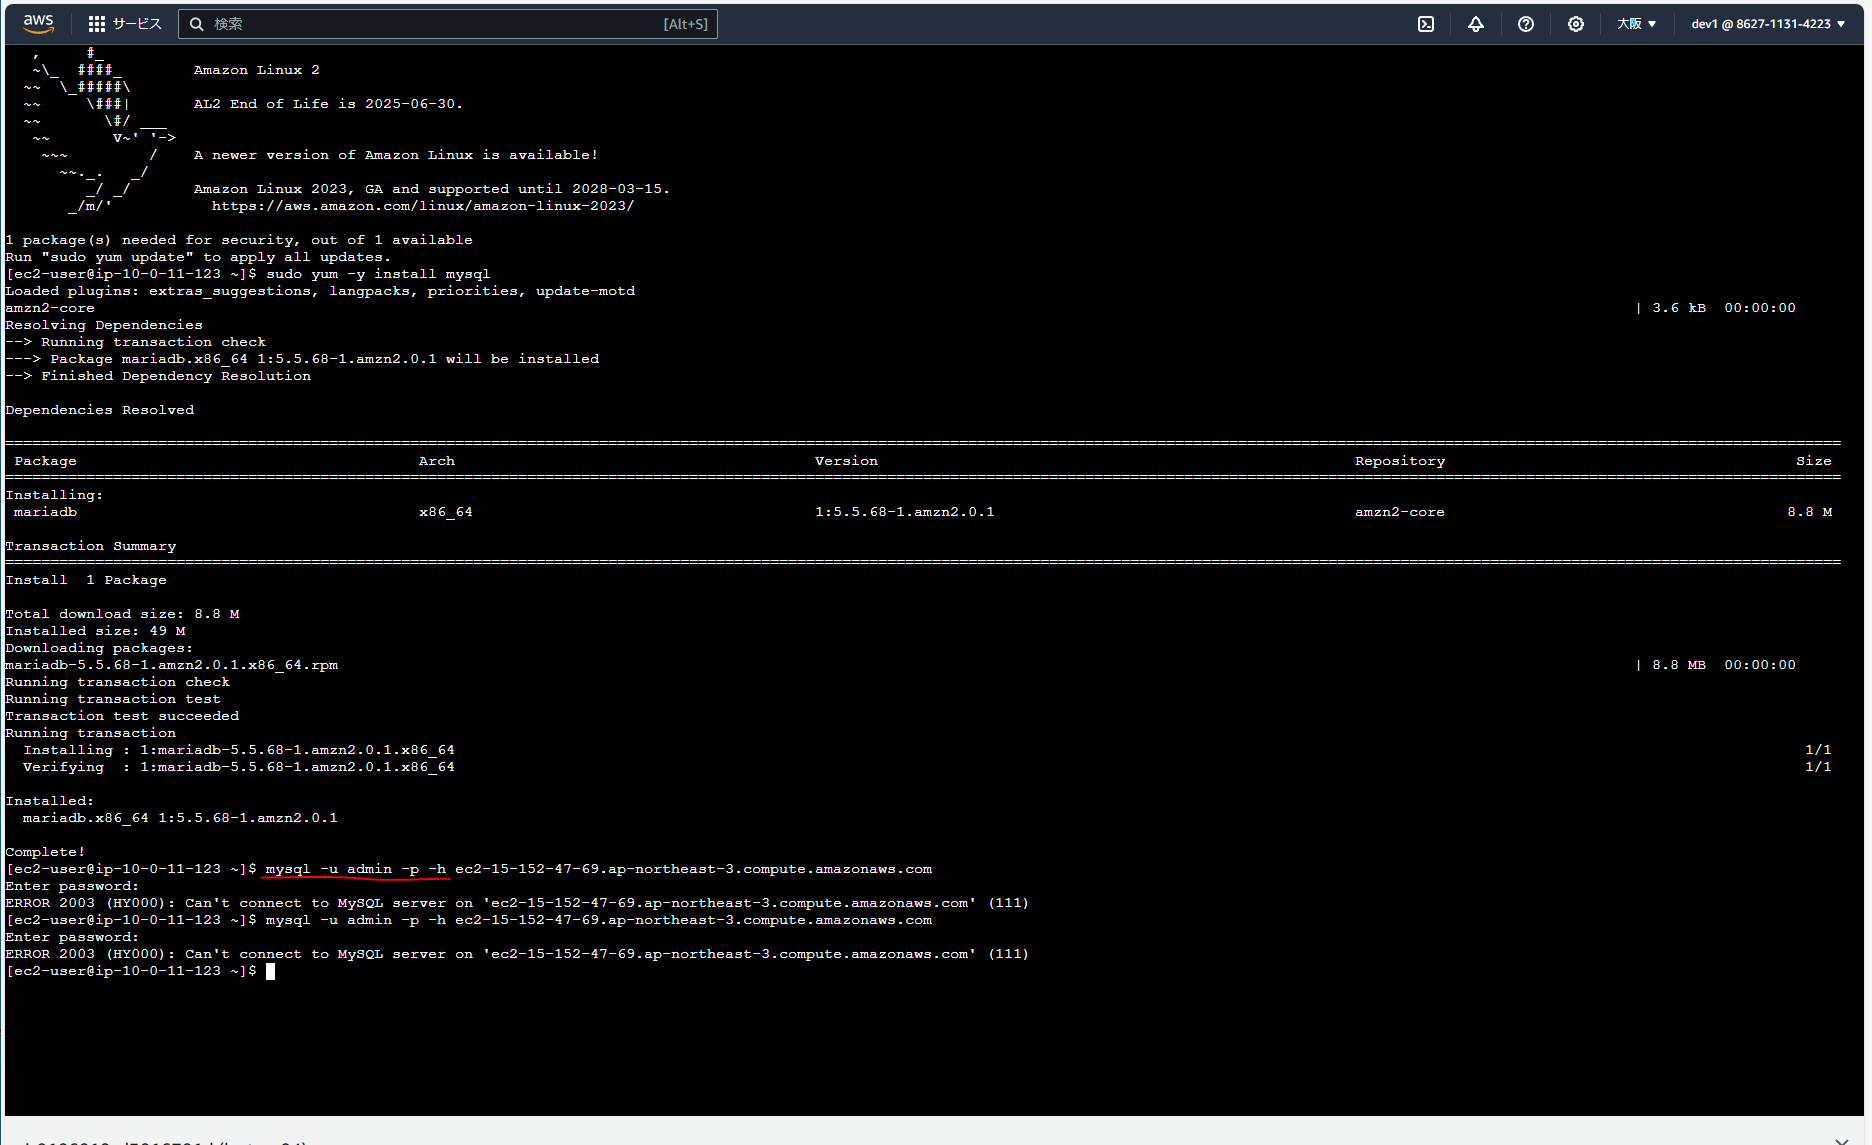 aws サービス 検索 [Alt+S] 大阪 ▼ dev1 @ 8627-1131-4223 ▼
   ,     #_
   ~\_  ####_        Amazon Linux 2
  ~~  \_#####\
  ~~     \###|       AL2 End of Life is 2025-06-30.
  ~~       \#/ ___
   ~~       V~' '->
    ~~~         /    A newer version of Amazon Linux is available!
      ~~._.   _/
         _/ _/       Amazon Linux 2023, GA and supported until 2028-03-15.
       _/m/'           https://aws.amazon.com/linux/amazon-linux-2023/
1 package(s) needed for security, out of 1 available
Run "sudo yum update" to apply all updates.
[ec2-user@ip-10-0-11-123 ~]$ sudo yum -y install mysql
Loaded plugins: extras_suggestions, langpacks, priorities, update-motd
amzn2-core | 3.6 kB 00:00:00
Resolving Dependencies
--> Running transaction check
---> Package mariadb.x86_64 1:5.5.68-1.amzn2.0.1 will be installed
--> Finished Dependency Resolution
Dependencies Resolved
Package Arch Version Repository Size
Installing:
mariadb x86_64 1:5.5.68-1.amzn2.0.1 amzn2-core 8.8 M
Transaction Summary
Install 1 Package
Total download size: 8.8 M
Installed size: 49 M
Downloading packages:
mariadb-5.5.68-1.amzn2.0.1.x86_64.rpm | 8.8 MB 00:00:00
Running transaction check
Running transaction test
Transaction test succeeded
Running transaction
Installing : 1:mariadb-5.5.68-1.amzn2.0.1.x86_64 1/1
Verifying : 1:mariadb-5.5.68-1.amzn2.0.1.x86_64 1/1
Installed:
mariadb.x86_64 1:5.5.68-1.amzn2.0.1
Complete!
[ec2-user@ip-10-0-11-123 ~]$ mysql -u admin -p -h ec2-15-152-47-69.ap-northeast-3.compute.amazonaws.com
Enter password:
ERROR 2003 (HY000): Can't connect to MySQL server on 'ec2-15-152-47-69.ap-northeast-3.compute.amazonaws.com' (111)
[ec2-user@ip-10-0-11-123 ~]$ mysql -u admin -p -h ec2-15-152-47-69.ap-northeast-3.compute.amazonaws.com
Enter password:
ERROR 2003 (HY000): Can't connect to MySQL server on 'ec2-15-152-47-69.ap-northeast-3.compute.amazonaws.com' (111)
[ec2-user@ip-10-0-11-123 ~]$